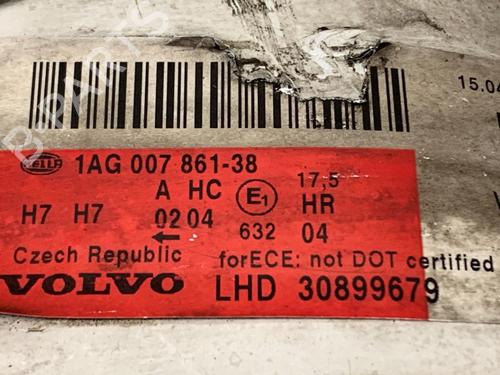 B-PARTS
15.04
HELLA 1AG 007 861-38
A HC E1 17,5
H7 H7 02 04 HR
← 632 04
Czech Republic forECE: not DOT certified
VOLVO LHD 30899679